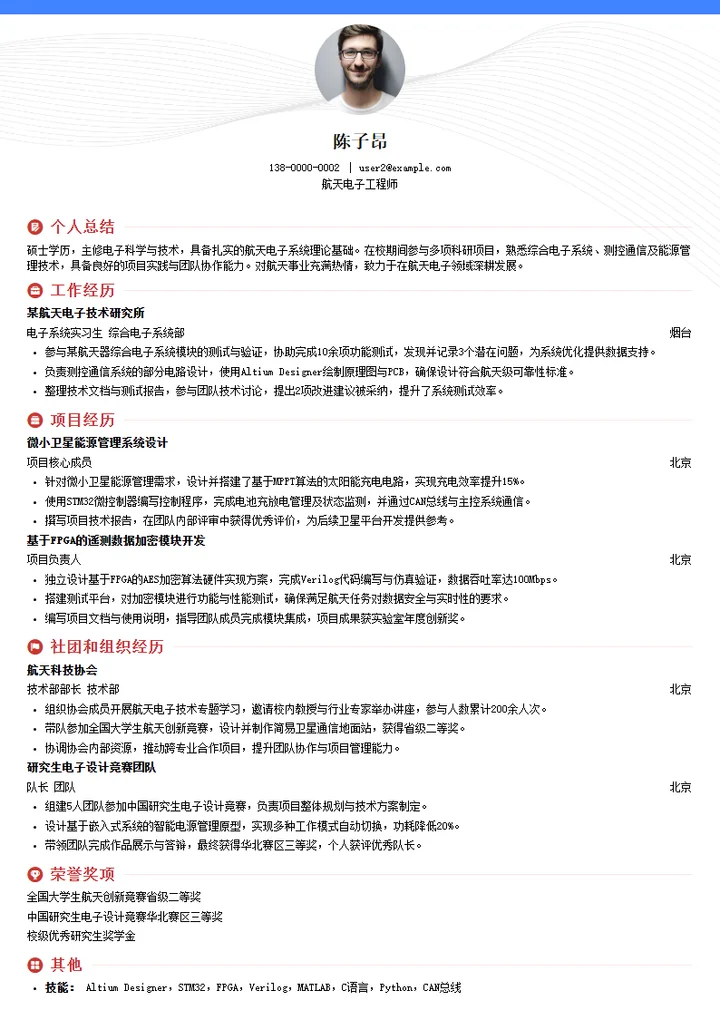 陈子昂
138-0000-0002 | user2@example.com
航天电子工程师
个人总结
硕士学历，主修电子科学与技术，具备扎实的航天电子系统理论基础。在校期间参与多项科研项目，熟悉综合电子系统、测控通信及能源管
理技术，具备良好的项目实践与团队协作能力。对航天事业充满热情，致力于在航天电子领域深耕发展。
工作经历
某航天电子技术研究所
电子系统实习生 综合电子系统部 烟台
• 参与某航天器综合电子系统模块的测试与验证，协助完成10余项功能测试，发现并记录3个潜在问题，为系统优化提供数据支持。
• 负责测控通信系统的部分电路设计，使用Altium Designer绘制原理图与PCB，确保设计符合航天级可靠性标准。
• 整理技术文档与测试报告，参与团队技术讨论，提出2项改进建议被采纳，提升了系统测试效率。
项目经历
微小卫星能源管理系统设计
项目核心成员 北京
• 针对微小卫星能源管理需求，设计并搭建了基于MPPT算法的太阳能充电电路，实现充电效率提升15%。
• 使用STM32微控制器编写控制程序，完成电池充放电管理及状态监测，并通过CAN总线与主控系统通信。
• 撰写项目技术报告，在团队内部评审中获得优秀评价，为后续卫星平台开发提供参考。
基于FPGA的遥测数据加密模块开发
项目负责人 北京
• 独立设计基于FPGA的AES加密算法硬件实现方案，完成Verilog代码编写与仿真验证，数据吞吐率达100Mbps。
• 搭建测试平台，对加密模块进行功能与性能测试，确保满足航天任务对数据安全与实时性的要求。
• 编写项目文档与使用说明，指导团队成员完成模块集成，项目成果获实验室年度创新奖。
社团和组织经历
航天科技协会
技术部部长 技术部 北京
• 组织协会成员开展航天电子技术专题学习，邀请校内教授与行业专家举办讲座，参与人数累计200余人次。
• 带队参加全国大学生航天创新竞赛，设计并制作简易卫星通信地面站，获得省级二等奖。
• 协调协会内部资源，推动跨专业合作项目，提升团队协作与项目管理能力。
研究生电子设计竞赛团队
队长 团队 北京
• 组建5人团队参加中国研究生电子设计竞赛，负责项目整体规划与技术方案制定。
• 设计基于嵌入式系统的智能电源管理原型，实现多种工作模式自动切换，功耗降低20%。
• 带领团队完成作品展示与答辩，最终获得华北赛区三等奖，个人获评优秀队长。
荣誉奖项
全国大学生航天创新竞赛省级二等奖
中国研究生电子设计竞赛华北赛区三等奖
校级优秀研究生奖学金
其他
• 技能： Altium Designer，STM32，FPGA，Verilog，MATLAB，C语言，Python，CAN总线